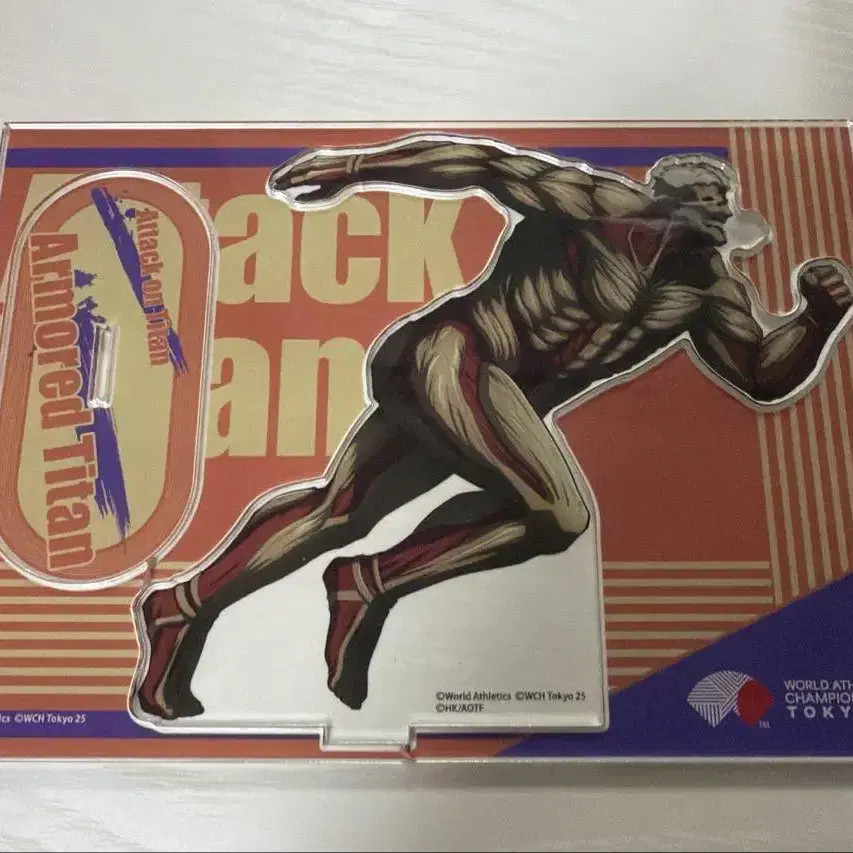 Attack on Titan
Armored Titan
ack
an
©World Athletics ©WCH Tokyo 25
©HK/AOTF
ics ©WCH Tokyo 25
WORLD ATH
CHAMPIO
TOKY
TM